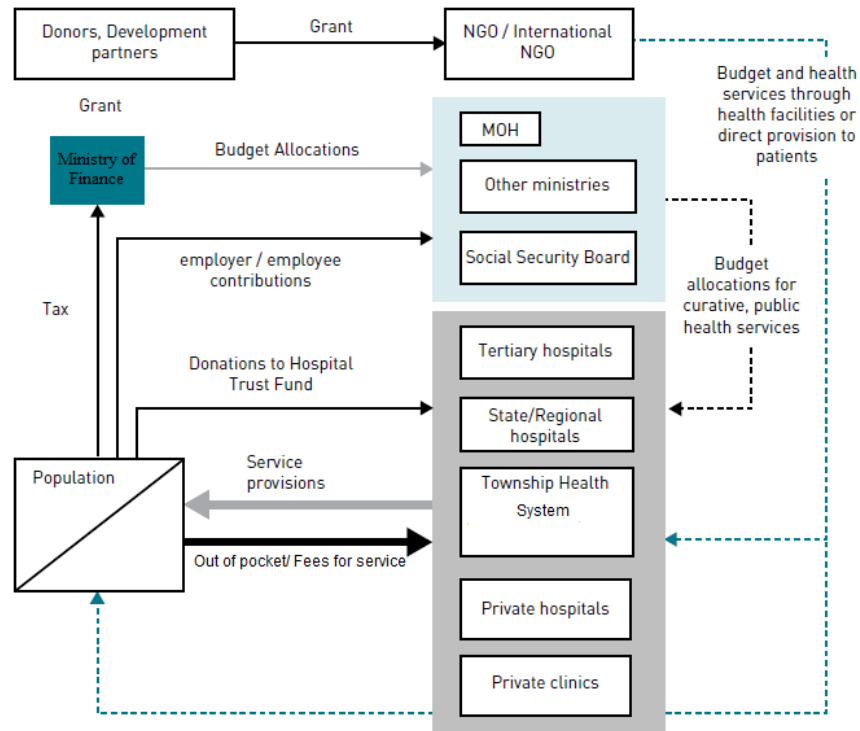 Donors, Development
partners
Grant
NGO / International
NGO
Budget and health
services through
health facilities or
direct provision to
patients
Grant
MOH
Ministry of
Finance
Budget Allocations
Other ministries
employer / employee
contributions
Social Security Board
Budget
allocations for
curative, public
health services
Tax
Tertiary hospitals
Donations to Hospital
Trust Fund
State/Regional
hospitals
Population
Service
provisions
Township Health
System
Out of pocket/ Fees for service
Private hospitals
Private clinics